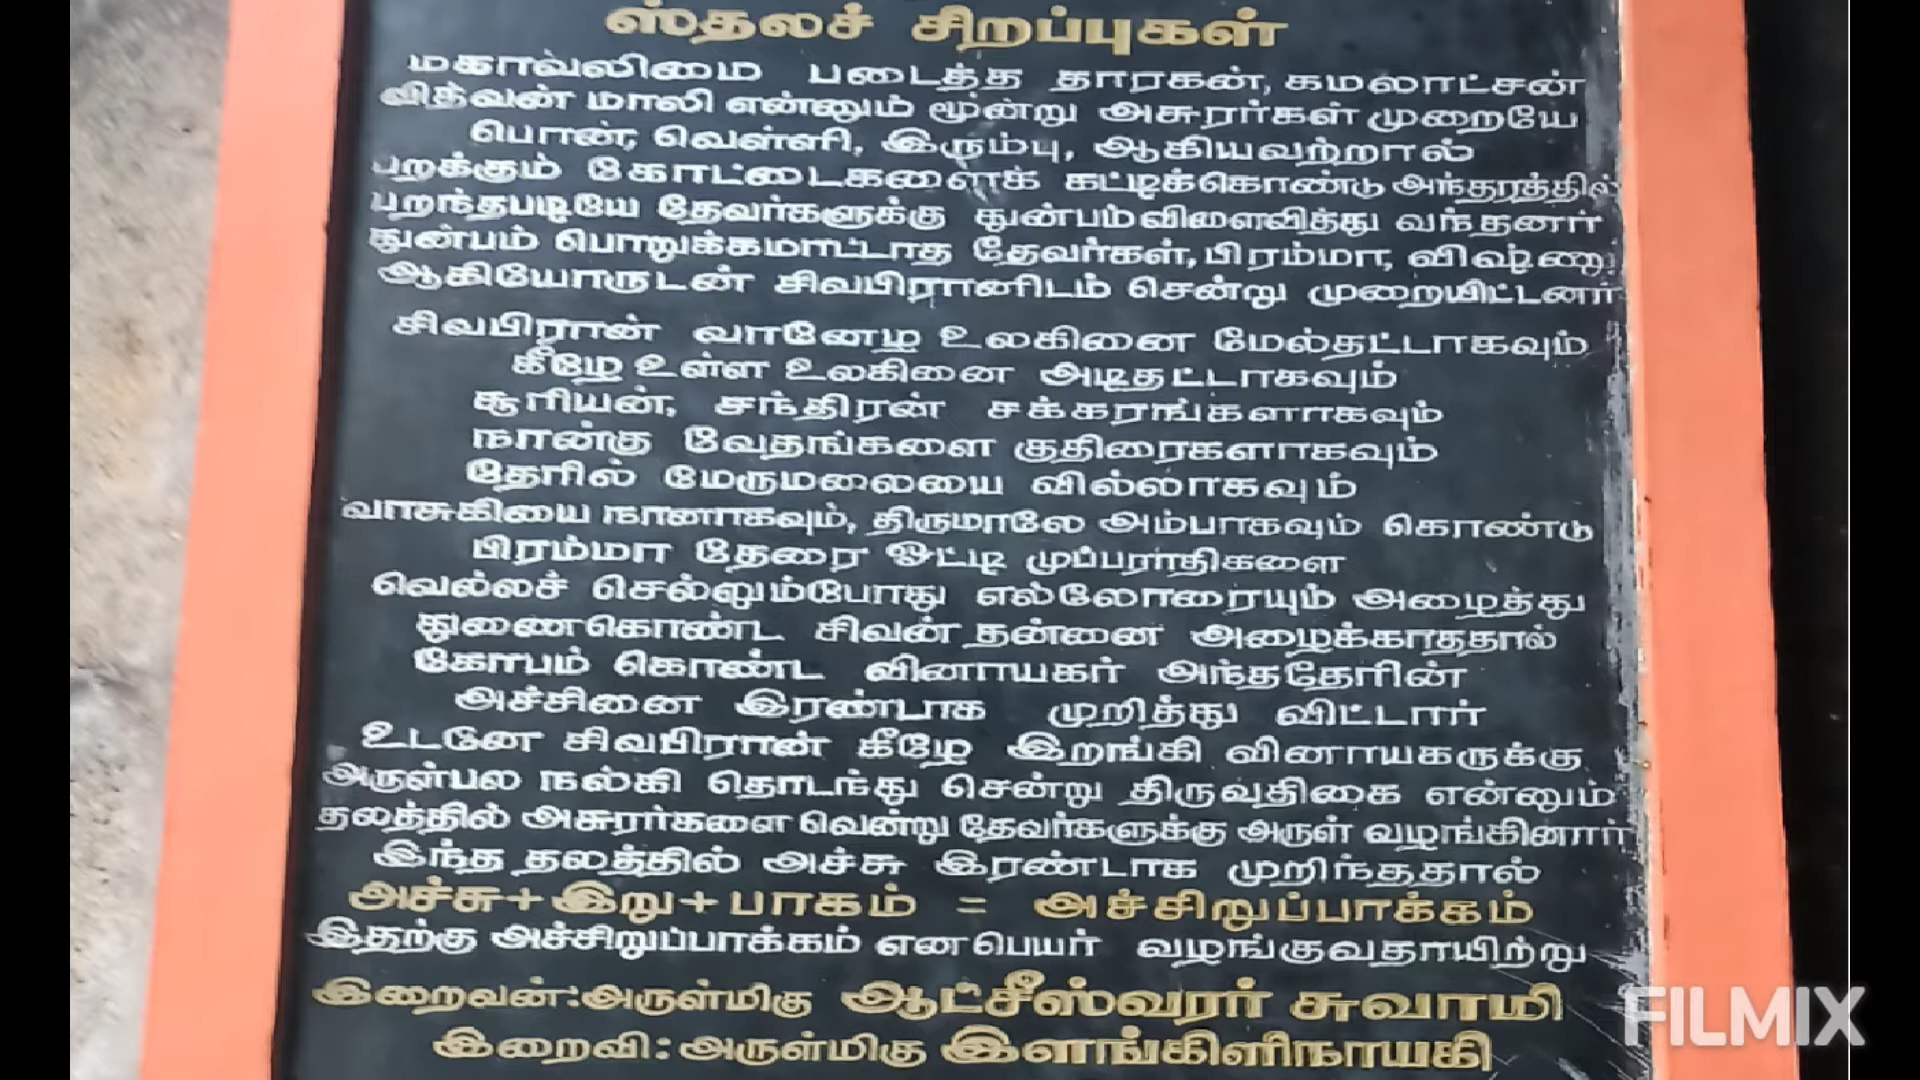 ஸ்தலச் சிறப்புகள்
மகாவலிமை படைத்த தாரகன், கமலாட்சன்
வித்வன் மாலி என்னும் மூன்று அசுரர்கள் முறையே
பொன், வெள்ளி, இரும்பு, ஆகியவற்றால்
பறக்கும் கோட்டைகளைக் கட்டிக்கொண்டு அந்தரத்தில்
பறந்தபடியே தேவர்களுக்கு துன்பம் விளைவித்து வந்தனர்
துன்பம் பொறுக்கமாட்டாத தேவர்கள், பிரம்மா, விஷ்ணு
ஆகியோருடன் சிவபிரானிடம் சென்று முறையிட்டனர்
சிவபிரான் வானேழ உலகினை மேல்தட்டாகவும்
கீழே உள்ள உலகினை அடிதட்டாகவும்
சூரியன், சந்திரன் சக்கரங்களாகவும்
நான்கு வேதங்களை குதிரைகளாகவும்
தேரில் மேருமலையை வில்லாகவும்
வாசுகியை நானாகவும், திருமாலே அம்பாகவும் கொண்டு
பிரம்மா தேரை ஓட்டி முப்பராதிகளை
வெல்லச் செல்லும்போது எல்லோரையும் அழைத்து
துணைகொண்ட சிவன் தன்னை அழைக்காததால்
கோபம் கொண்ட வினாயகர் அந்ததேரின்
அச்சினை இரண்பாக முறித்து விட்டார்
உடனே சிவபிரான் கீழே இறங்கி வினாயகருக்கு
அருள்பல நல்கி தொடந்து சென்று திருவதிகை என்னும்
தலத்தில் அசுரர்களை வென்று தேவர்களுக்கு அருள் வழங்கினார்
இந்த தலத்தில் அச்சு இரண்டாக முறிந்ததால்
அச்சு+இறு+பாகம் = அச்சிறுப்பாக்கம்
இதற்கு அச்சிறுப்பாக்கம் என பெயர் வழங்குவதாயிற்று
இறைவன்:அருள்மிகு ஆட்சீஸ்வரர் சுவாமி
இறைவி:அருள்மிகு இளங்கிளிநாயகி
FILMIX